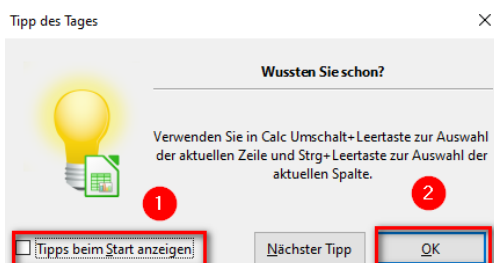 Tipp des Tages
Wussten Sie schon?
Verwenden Sie in Calc Umschalt+Leertaste zur Auswahl
der aktuellen Zeile und Strg+Leertaste zur Auswahl der
aktuellen Spalte.
1
2
Tipps beim Start anzeigen
Nächster Tipp
OK